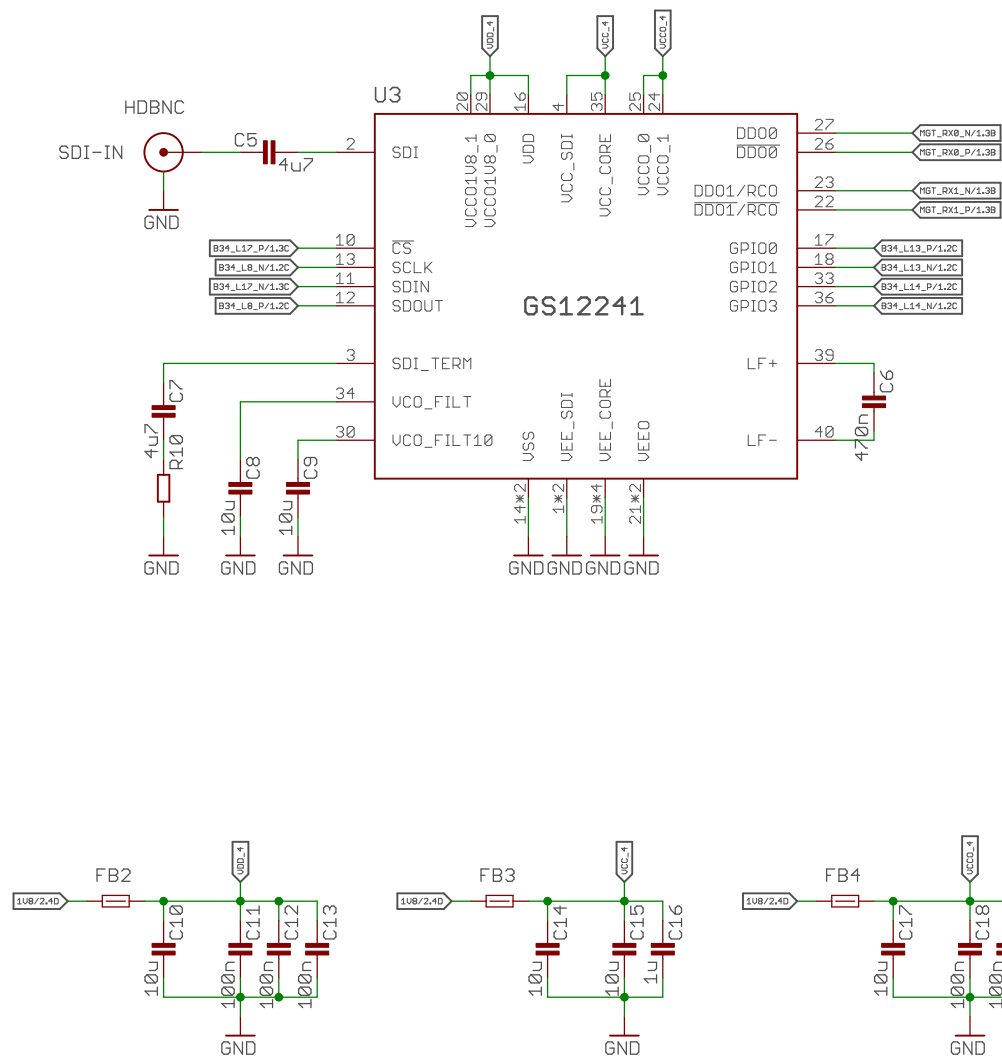 VDD_4
VCC_4
VCCO_4
U3
20
29
16
4
35
25
24
HDBNC
SDI-IN
C5
4u7
GND
2
SDI
VCCO1V8_1
VCCO1V8_0
VDD
VCC_SDI
VCC_CORE
VCCO_0
VCCO_1
DDO0
27
MGT_RX0_N/1.3B
DDO0
26
MGT_RX0_P/1.3B
DDO1/RCO
23
MGT_RX1_N/1.3B
DDO1/RCO
22
MGT_RX1_P/1.3B
B34_L17_P/1.3C
10
CS
GPIO0
17
B34_L13_P/1.2C
B34_L8_N/1.2C
13
SCLK
GPIO1
18
B34_L13_N/1.2C
B34_L17_N/1.3C
11
SDIN
GPIO2
33
B34_L14_P/1.2C
B34_L8_P/1.2C
12
SDOUT
GPIO3
36
B34_L14_N/1.2C
GS12241
3
SDI_TERM
LF+
39
C7
4u7
R10
GND
34
VCO_FILT
C6
470n
30
VCO_FILT10
LF-
40
C8
10u
GND
C9
10u
GND
VSS
VEE_SDI
VEE_CORE
VEEO
14*2
1*2
19*4
21*2
GND
GND
GND
GND
1V8/2.4D
FB2
VDD_4
C10
10u
C11
100n
C12
100n
C13
100n
GND
1V8/2.4D
FB3
VCC_4
C14
10u
C15
10u
C16
1u
GND
1V8/2.4D
FB4
VCCO_4
C17
10u
C18
100n
100n
GND